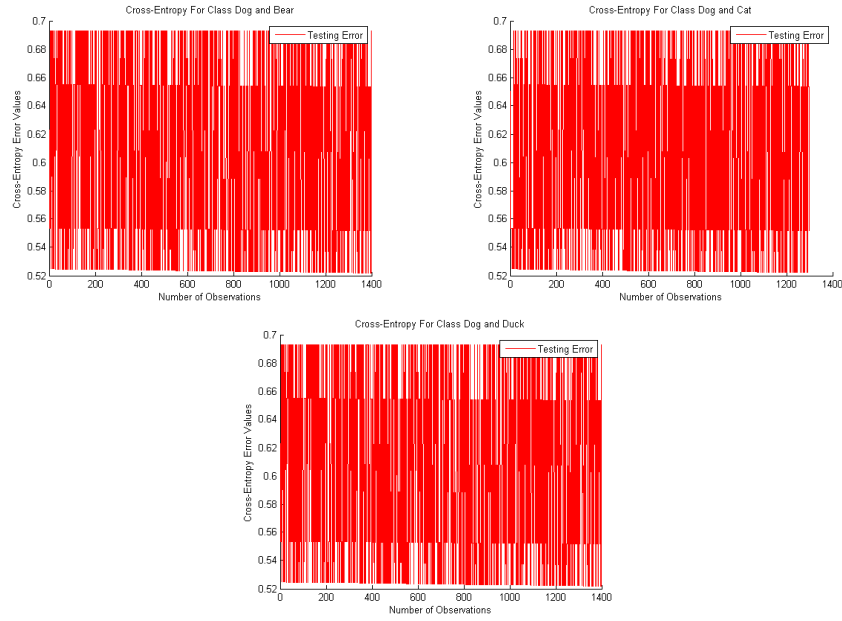 Cross-Entropy For Class Dog and Bear
Testing Error
Cross-Entropy Error Values
0.7
0.68
0.66
0.64
0.62
0.6
0.58
0.56
0.54
0.52
0 200 400 600 800 1000 1200 1400
Number of Observations
Cross-Entropy For Class Dog and Cat
Testing Error
Cross-Entropy Error Values
0.7
0.68
0.66
0.64
0.62
0.6
0.58
0.56
0.54
0.52
0 200 400 600 800 1000 1200 1400
Number of Observations
Cross-Entropy For Class Dog and Duck
Testing Error
Cross-Entropy Error Values
0.7
0.68
0.66
0.64
0.62
0.6
0.58
0.56
0.54
0.52
0 200 400 600 800 1000 1200 1400
Number of Observations